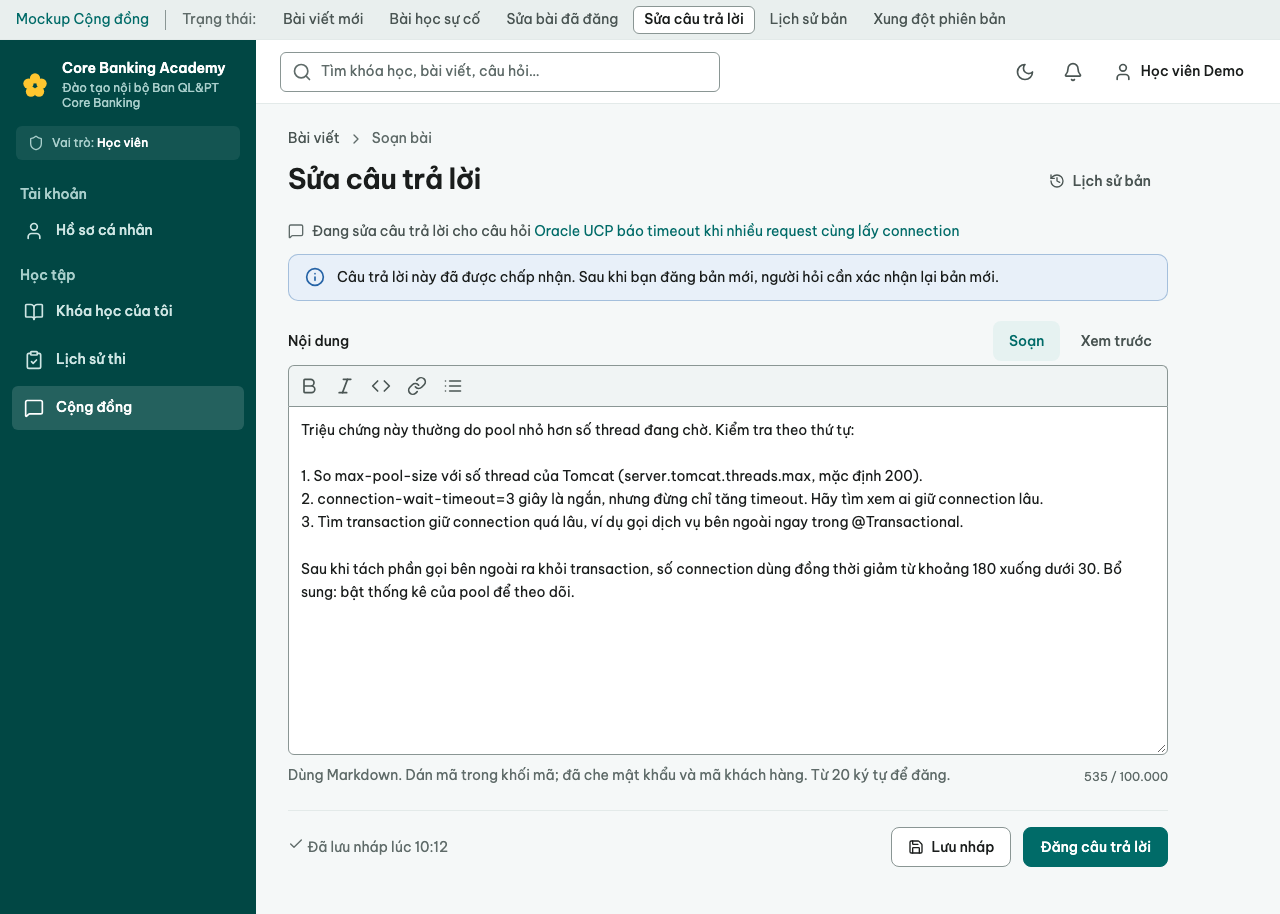 Mockup Cộng đồng
Trạng thái:
Bài viết mới
Bài học sự cố
Sửa bài đã đăng
Sửa câu trả lời
Lịch sử bản
Xung đột phiên bản
Core Banking Academy
Đào tạo nội bộ Ban QL&PT
Core Banking
Vai trò: Học viên
Tài khoản
Hồ sơ cá nhân
Học tập
Khóa học của tôi
Lịch sử thi
Cộng đồng
Tìm khóa học, bài viết, câu hỏi...
Học viên Demo
Bài viết
Soạn bài
Sửa câu trả lời
Lịch sử bản
Đang sửa câu trả lời cho câu hỏi Oracle UCP báo timeout khi nhiều request cùng lấy connection
Câu trả lời này đã được chấp nhận. Sau khi bạn đăng bản mới, người hỏi cần xác nhận lại bản mới.
Nội dung
Soạn
Xem trước
Triệu chứng này thường do pool nhỏ hơn số thread đang chờ. Kiểm tra theo thứ tự:
1. So max-pool-size với số thread của Tomcat (server.tomcat.threads.max, mặc định 200).
2. connection-wait-timeout=3 giây là ngắn, nhưng đừng chỉ tăng timeout. Hãy tìm xem ai giữ connection lâu.
3. Tìm transaction giữ connection quá lâu, ví dụ gọi dịch vụ bên ngoài ngay trong @Transactional.
Sau khi tách phần gọi bên ngoài ra khỏi transaction, số connection dùng đồng thời giảm từ khoảng 180 xuống dưới 30. Bổ
sung: bật thống kê của pool để theo dõi.
Dùng Markdown. Dán mã trong khối mã; đã che mật khẩu và mã khách hàng. Từ 20 ký tự để đăng.
535 / 100.000
Đã lưu nháp lúc 10:12
Lưu nháp
Đăng câu trả lời